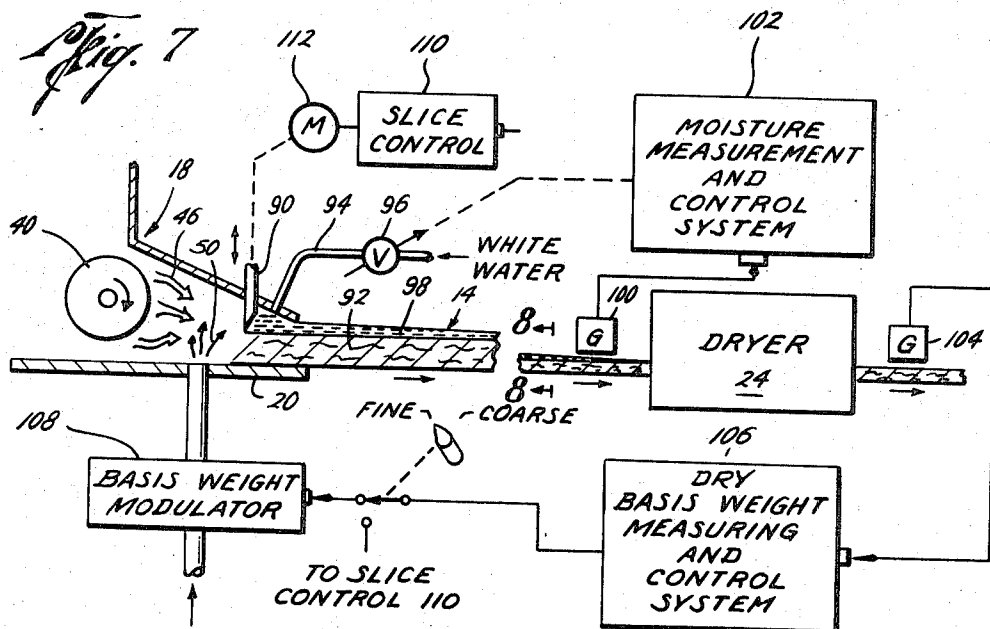 Fig. 7
112
110
102
M
SLICE
CONTROL
MOISTURE
MEASUREMENT
AND
CONTROL
SYSTEM
18
46
90
94
96
40
50
V
WHITE
WATER
92
98
14
8
8
100
G
DRYER
24
G
104
20
FINE
COARSE
108
BASIS WEIGHT
MODULATOR
106
DRY
BASIS WEIGHT
MEASURING
AND
CONTROL
SYSTEM
TO SLICE
CONTROL 110